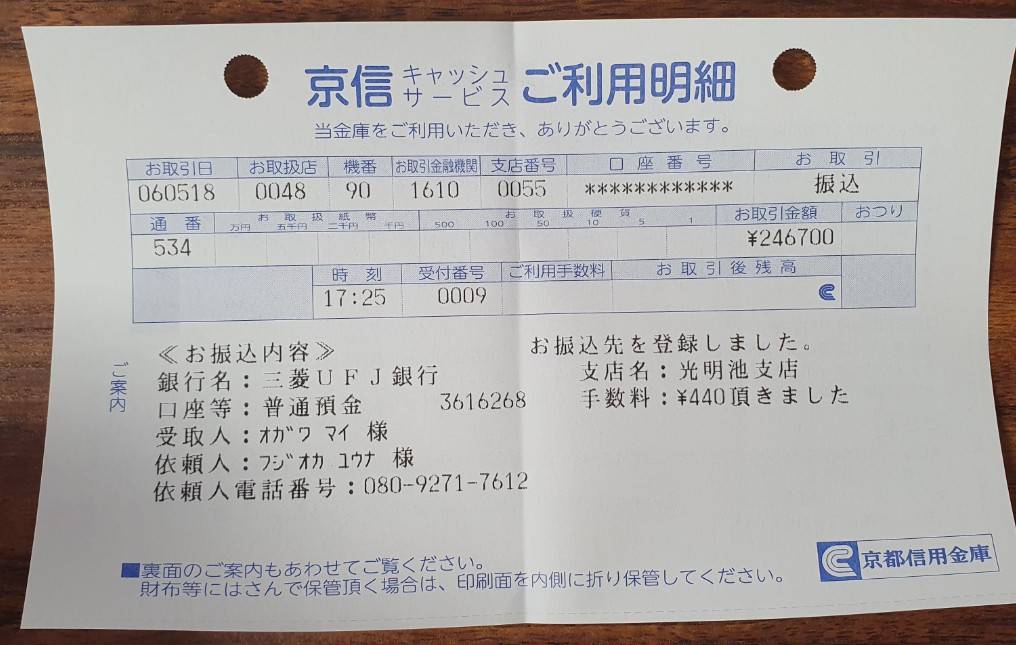 京信 キャッシュサービス ご利用明細
当金庫をご利用いただき、ありがとうございます。
お取引日 お取扱店 機番 お取引金融機関 支店番号 口座番号 お取引
060518 0048 90 1610 0055 ************ 振込
通番 お取扱紙幣 お取扱硬貨 お取引金額 おつり
万円 五千円 二千円 千円 500 100 50 10 5 1
534 ¥246700
時刻 受付番号 ご利用手数料 お取引後残高
17:25 0009
ご案内
≪お振込内容≫ お振込先を登録しました。
銀行名：三菱UFJ銀行 支店名：光明池支店
口座等：普通預金 3616268 手数料：¥440頂きました
受取人：オガワ マイ 様
依頼人：フジオカ ユウナ 様
依頼人電話番号：080-9271-7612
■裏面のご案内もあわせてご覧ください。
財布等にはさんで保管頂く場合は、印刷面を内側に折り保管してください。
京都信用金庫